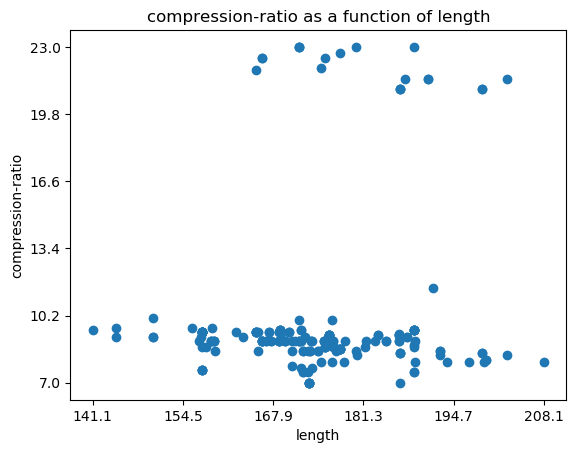 compression-ratio as a function of length
compression-ratio
23.0
19.8
16.6
13.4
10.2
7.0
141.1 154.5 167.9 181.3 194.7 208.1
length